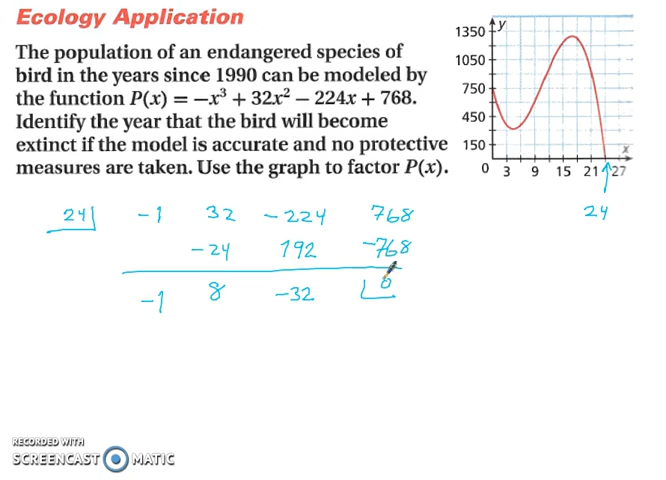 Ecology Application
The population of an endangered species of
bird in the years since 1990 can be modeled by
the function P(x) = −x³ + 32x² − 224x + 768.
Identify the year that the bird will become
extinct if the model is accurate and no protective
measures are taken. Use the graph to factor P(x).
y
1350
1050
750
450
150
x
0 3 9 15 21 27
24
24 -1 32 -224 768
-24 192 -768
-1 8 -32 0
RECORDED WITH
SCREENCAST MATIC